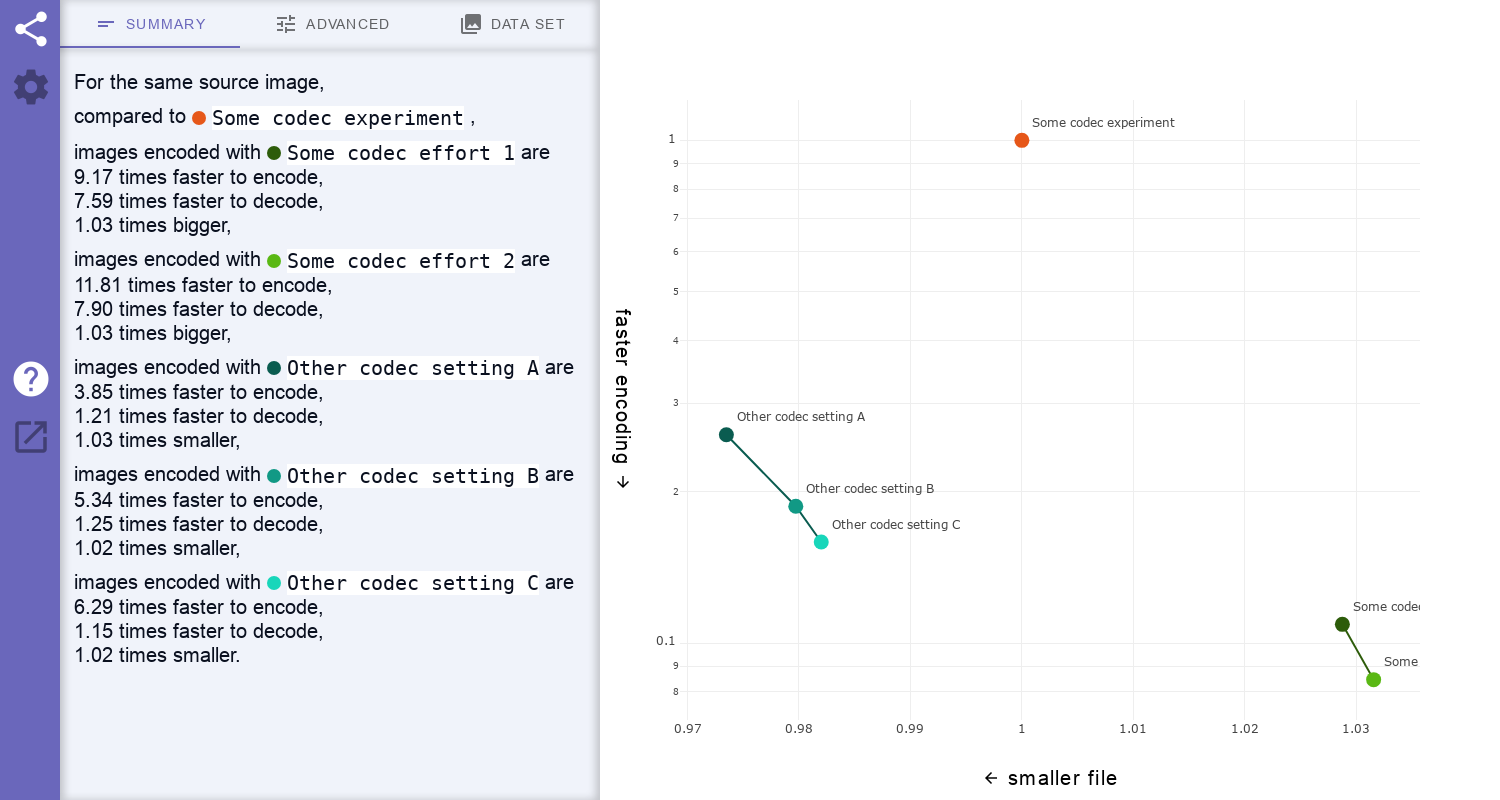 SUMMARY
ADVANCED
DATA SET
For the same source image,
compared to Some codec experiment ,
images encoded with Some codec effort 1 are
9.17 times faster to encode,
7.59 times faster to decode,
1.03 times bigger,
images encoded with Some codec effort 2 are
11.81 times faster to encode,
7.90 times faster to decode,
1.03 times bigger,
images encoded with Other codec setting A are
3.85 times faster to encode,
1.21 times faster to decode,
1.03 times smaller,
images encoded with Other codec setting B are
5.34 times faster to encode,
1.25 times faster to decode,
1.02 times smaller,
images encoded with Other codec setting C are
6.29 times faster to encode,
1.15 times faster to decode,
1.02 times smaller.
faster encoding →
Some codec experiment
1
9
8
7
6
5
4
3
Other codec setting A
2
Other codec setting B
Other codec setting C
Some codec
0.1
Some
9
8
0.97
0.98
0.99
1
1.01
1.02
1.03
← smaller file